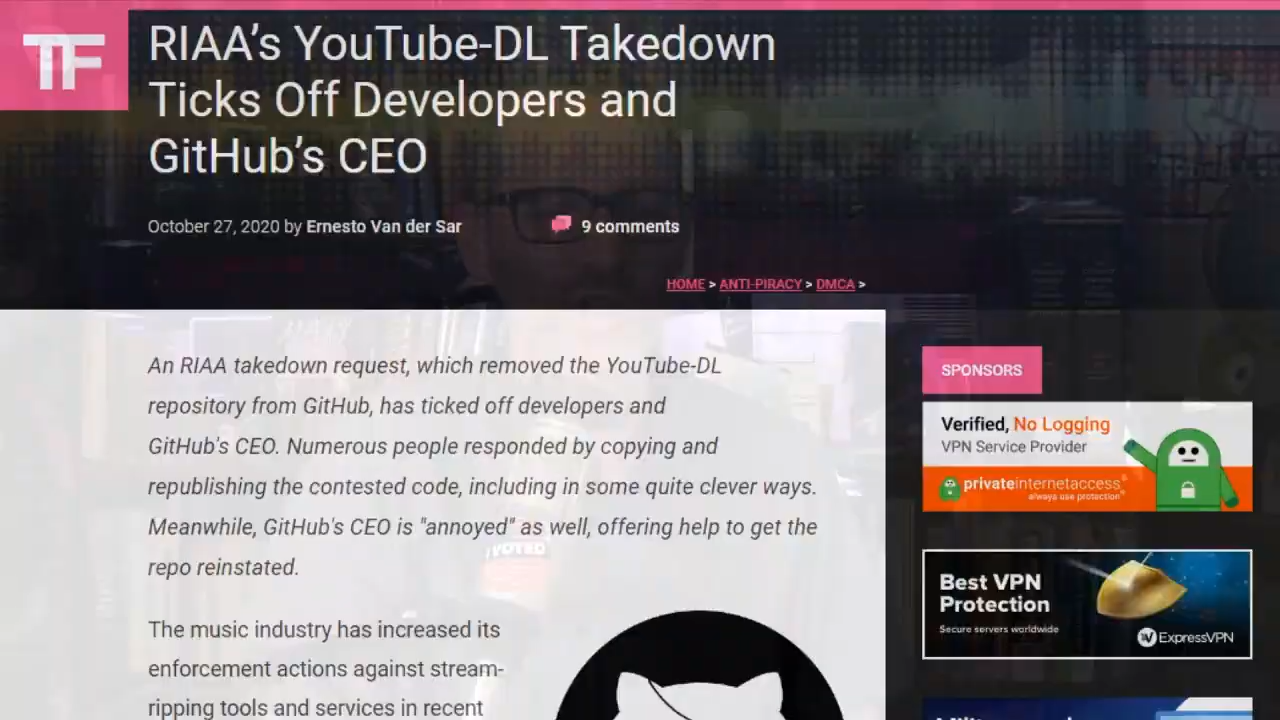 TF
RIAA's YouTube-DL Takedown
Ticks Off Developers and
GitHub's CEO
October 27, 2020 by Ernesto Van der Sar
9 comments
HOME > ANTI-PIRACY > DMCA >
An RIAA takedown request, which removed the YouTube-DL
repository from GitHub, has ticked off developers and
GitHub's CEO. Numerous people responded by copying and
republishing the contested code, including in some quite clever ways.
Meanwhile, GitHub's CEO is "annoyed" as well, offering help to get the
repo reinstated.
The music industry has increased its
enforcement actions against stream-
ripping tools and services in recent
SPONSORS
Verified, No Logging
VPN Service Provider
privateinternetaccess
always use protection
Best VPN
Protection
Secure servers worldwide
ExpressVPN
VOTED